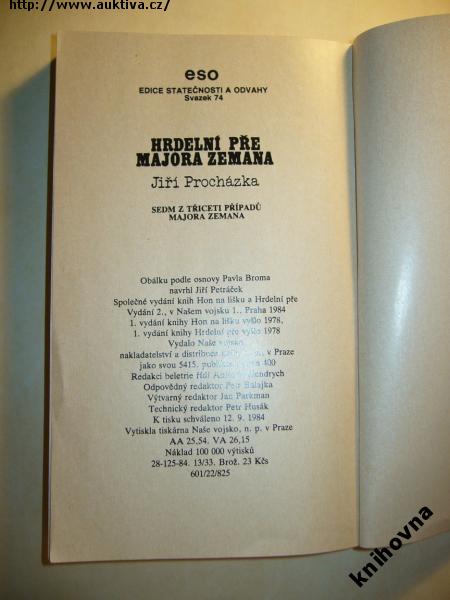 http://www.auktiva.cz/
eso
EDICE STATEČNOSTI A ODVAHY
Svazek 74
HRDELNÍ PŘE
MAJORA ZEMANA
Jiří Procházka
SEDM Z TŘICETI PŘÍPADŮ
MAJORA ZEMANA
Obálku podle osnovy Pavla Broma
navrhl Jiří Petráček
Společné vydání knih Hon na lišku a Hrdelní pře
Vydání 2., v Našem vojsku 1., Praha 1984
1. vydání knihy Hon na lišku vyšlo 1978,
1. vydání knihy Hrdelní pře vyšlo 1978
Vydalo Naše vojsko,
nakladatelství a distribuce v Praze
jako svou 5415. 400
Redakci beletrie řídí
Odpovědný redaktor Petr Balajka
Výtvarný redaktor Jan Parkman
Technický redaktor Petr Husák
K tisku schváleno 12. 9. 1984
Vytiskla tiskárna Naše vojsko, n. p. v Praze
AA 25,54. VA 26,15
Náklad 100 000 výtisků
28-125-84. 13/33. Brož. 23 Kčs
601/22/825
knihovna